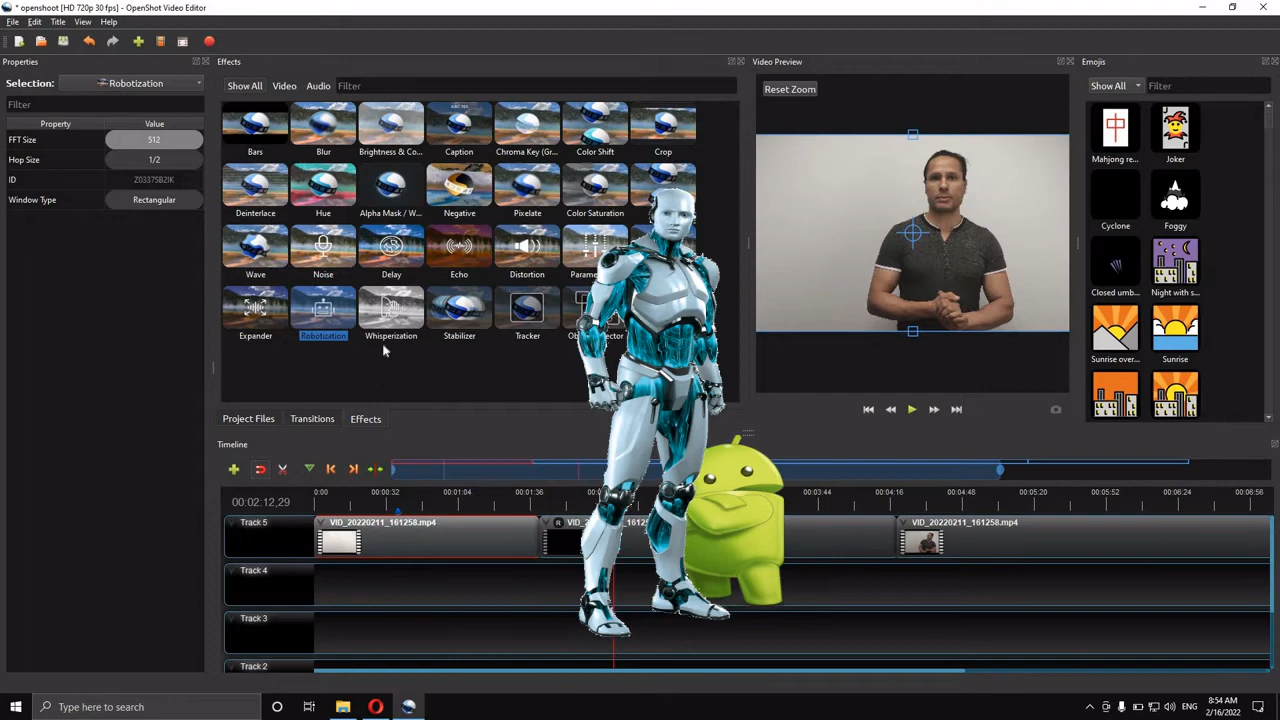 * openshoot [HD 720p 30 fps] - OpenShot Video Editor
File Edit Title View Help
Properties
Selection: Robotization
Filter
Property Value
FFT Size 512
Hop Size 1/2
ID Z0337SB2IK
Window Type Rectangular
Effects
Show All Video Audio Filter
Bars Blur Brightness & Co... Caption Chroma Key (Gr... Color Shift Crop
Deinterlace Hue Alpha Mask / W... Negative Pixelate Color Saturation
Wave Noise Delay Echo Distortion
Expander Robotization Whisperization Stabilizer Tracker
Project Files Transitions Effects
Video Preview
Reset Zoom
Emojis
Show All Filter
Mahjong re... Joker
Cyclone Foggy
Closed umb... Night with s...
Sunrise over... Sunrise
Timeline
00:02:12,29
0:00 00:00:32 00:01:04 00:01:36 00:03:44 00:04:16 00:04:48 00:05:20 00:05:52 00:06:24 00:06:56
Track 5 VID_20220211_161258.mp4 R VID_20220211_161258.mp4
Track 4
Track 3
Track 2
Type here to search
ENG
8:54 AM
2/16/2022